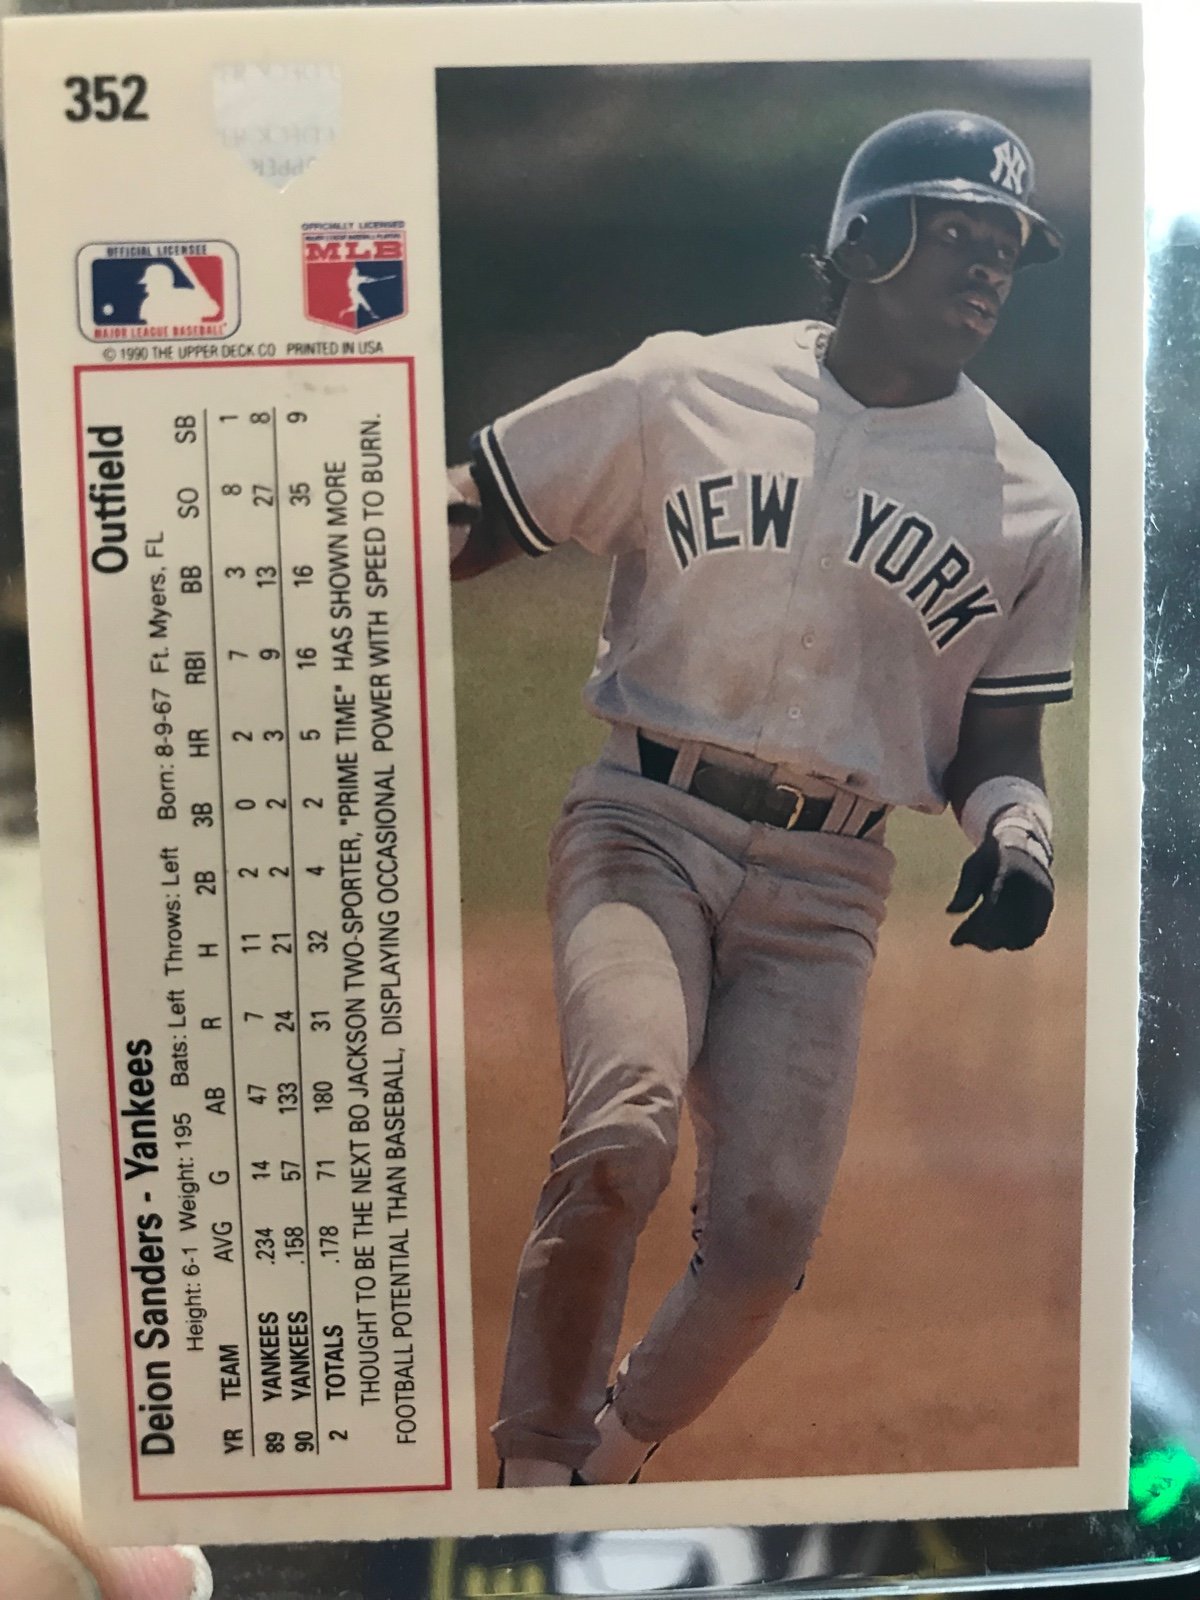 352
OFFICIAL LICENSEE
MAJOR LEAGUE BASEBALL
OFFICIALLY LICENSED
MLB
© 1990 THE UPPER DECK CO PRINTED IN USA
Deion Sanders - Yankees Outfield
Height: 6-1 Weight: 195 Bats: Left Throws: Left Born: 8-9-67 Ft. Myers, FL
YR TEAM AVG G AB R H 2B 3B HR RBI BB SO SB
89 YANKEES .234 14 47 7 11 2 0 2 7 3 8 1
90 YANKEES .158 57 133 24 21 2 2 3 9 13 27 8
2 TOTALS .178 71 180 31 32 4 2 5 16 16 35 9
THOUGHT TO BE THE NEXT BO JACKSON TWO-SPORTER, "PRIME TIME" HAS SHOWN MORE
FOOTBALL POTENTIAL THAN BASEBALL, DISPLAYING OCCASIONAL POWER WITH SPEED TO BURN.
NY
NEW YORK